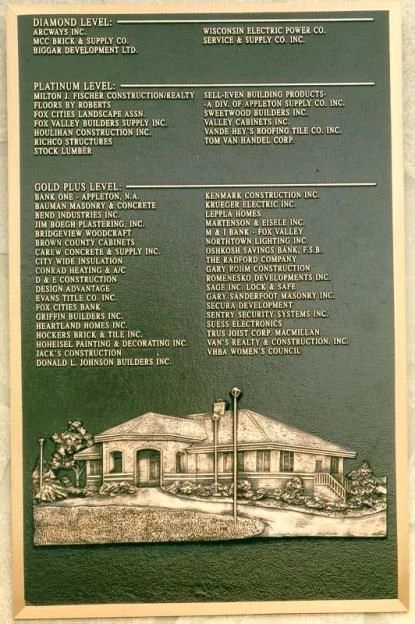 DIAMOND LEVEL:
ARCWAYS INC.
MCC BRICK & SUPPLY CO.
BIGGAR DEVELOPMENT LTD.
WISCONSIN ELECTRIC POWER CO.
SERVICE & SUPPLY CO. INC.
PLATINUM LEVEL:
MILTON J. FISCHER CONSTRUCTION/REALTY
FLOORS BY ROBERTS
FOX CITIES LANDSCAPE ASSN.
FOX VALLEY BUILDERS SUPPLY INC.
HOULIHAN CONSTRUCTION INC.
RICHCO STRUCTURES
STOCK LUMBER
SELL-EVEN BUILDING PRODUCTS-
-A DIV. OF APPLETON SUPPLY CO. INC.
SWEETWOOD BUILDERS INC.
VALLEY CABINETS INC.
VANDE HEY'S ROOFING TILE CO. INC.
TOM VAN HANDEL CORP.
GOLD PLUS LEVEL:
BANK ONE - APPLETON, N.A.
BAUMAN MASONRY & CONCRETE
BEND INDUSTRIES INC.
JIM BOEGH PLASTERING, INC.
BRIDGEVIEW WOODCRAFT
BROWN COUNTY CABINETS
CAREW CONCRETE & SUPPLY INC.
CITY WIDE INSULATION
CONRAD HEATING & A/C
D & E CONSTRUCTION
DESIGN ADVANTAGE
EVANS TITLE CO. INC.
FOX CITIES BANK
GRIFFIN BUILDERS INC.
HEARTLAND HOMES INC.
HOCKERS BRICK & TILE INC.
HOHEISEL PAINTING & DECORATING INC.
JACK'S CONSTRUCTION
DONALD L. JOHNSON BUILDERS INC.
KENMARK CONSTRUCTION INC.
KRUEGER ELECTRIC INC.
LEPPLA HOMES
MARTENSON & EISELE INC.
M & I BANK - FOX VALLEY
NORTHTOWN LIGHTING INC.
OSHKOSH SAVINGS BANK, F.S.B.
THE RADFORD COMPANY
GARY ROHM CONSTRUCTION
ROMENESKO DEVELOPMENTS INC.
SAGE INC. LOCK & SAFE
GARY SANDERFOOT MASONRY INC.
SECURA DEVELOPMENT
SENTRY SECURITY SYSTEMS INC.
SUESS ELECTRONICS
TRUS JOIST CORP. MACMILLAN
VAN'S REALTY & CONSTRUCTION, INC.
VHBA WOMEN'S COUNCIL